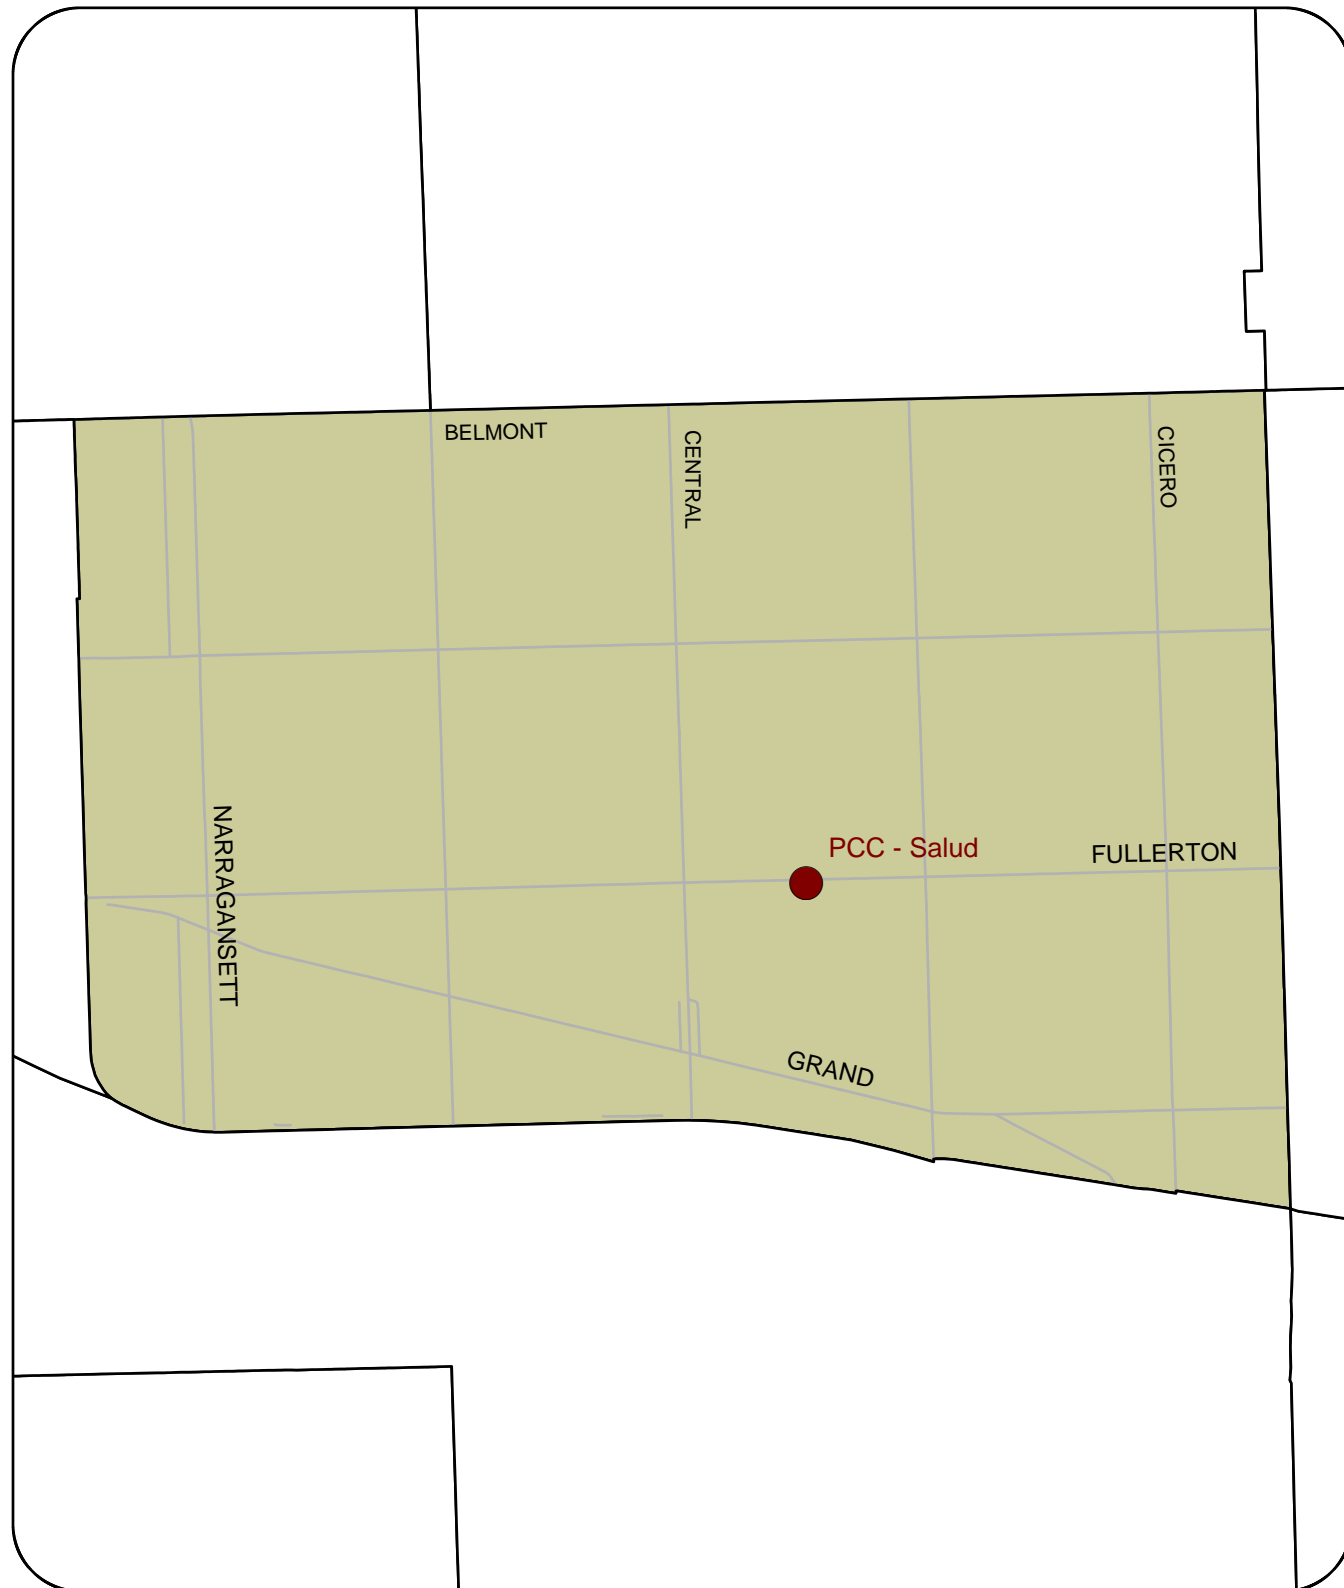 BELMONT
CENTRAL
CICERO
NARRAGANSETT
PCC - Salud
FULLERTON
GRAND